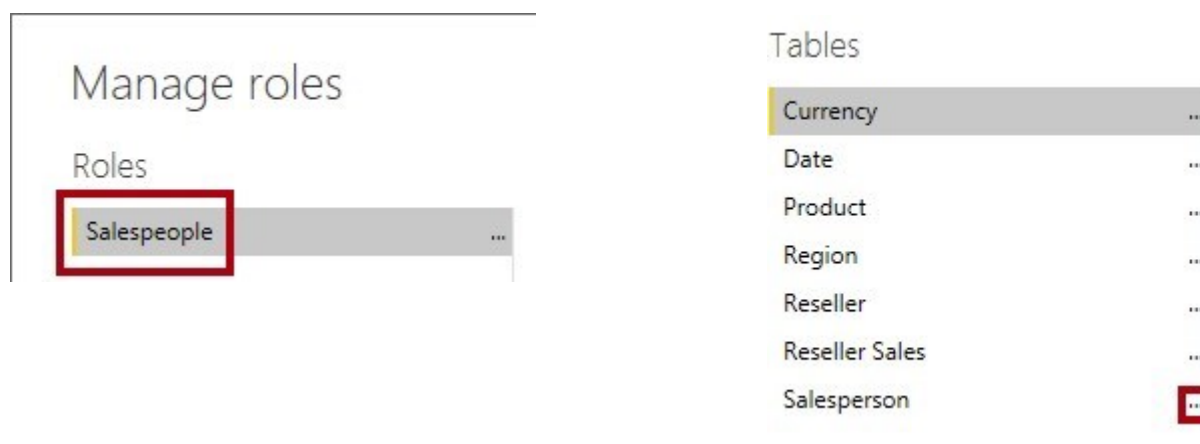 Manage roles
Roles
Salespeople ...
Tables
Currency ...
Date ...
Product ...
Region ...
Reseller ...
Reseller Sales ...
Salesperson ...